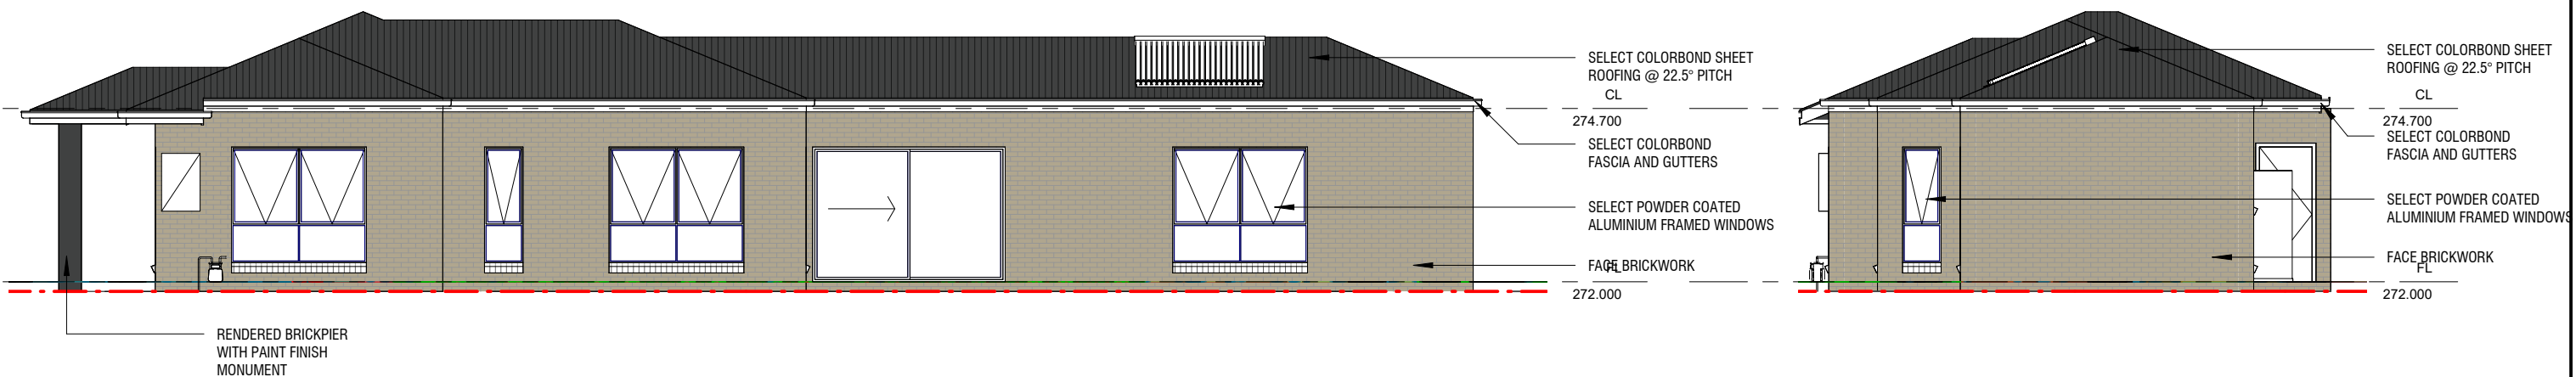 SELECT COLORBOND SHEET
ROOFING @ 22.5° PITCH
CL
274.700
SELECT COLORBOND
FASCIA AND GUTTERS
SELECT POWDER COATED
ALUMINIUM FRAMED WINDOWS
FACE BRICKWORK
FL
272.000
RENDERED BRICKPIER
WITH PAINT FINISH
MONUMENT
SELECT COLORBOND SHEET
ROOFING @ 22.5° PITCH
CL
274.700
SELECT COLORBOND
FASCIA AND GUTTERS
SELECT POWDER COATED
ALUMINIUM FRAMED WINDOWS
FACE BRICKWORK
FL
272.000